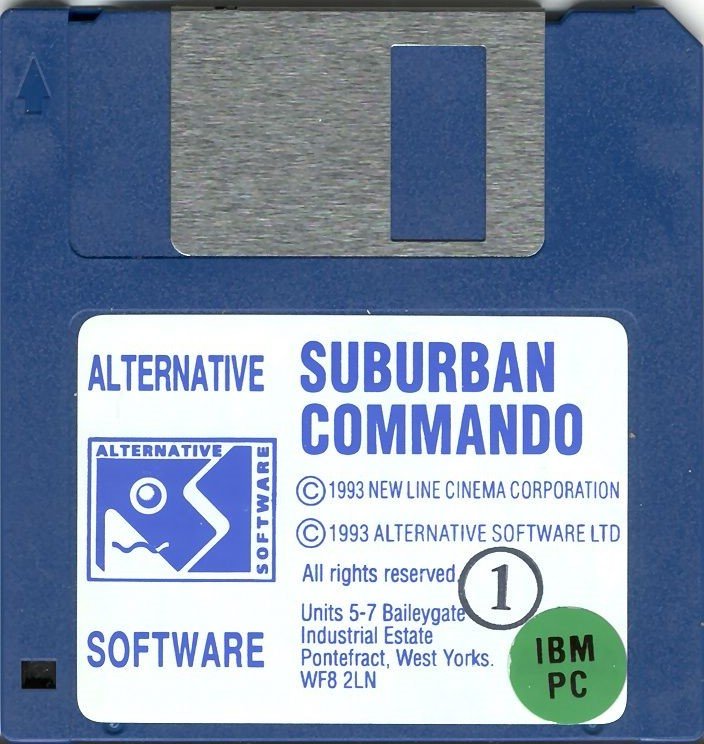 ALTERNATIVE
ALTERNATIVE
SOFTWARE
SOFTWARE
SUBURBAN
COMMANDO
© 1993 NEW LINE CINEMA CORPORATION
© 1993 ALTERNATIVE SOFTWARE LTD
All rights reserved.
1
Units 5-7 Baileygate
Industrial Estate
Pontefract, West Yorks.
WF8 2LN
IBM
PC